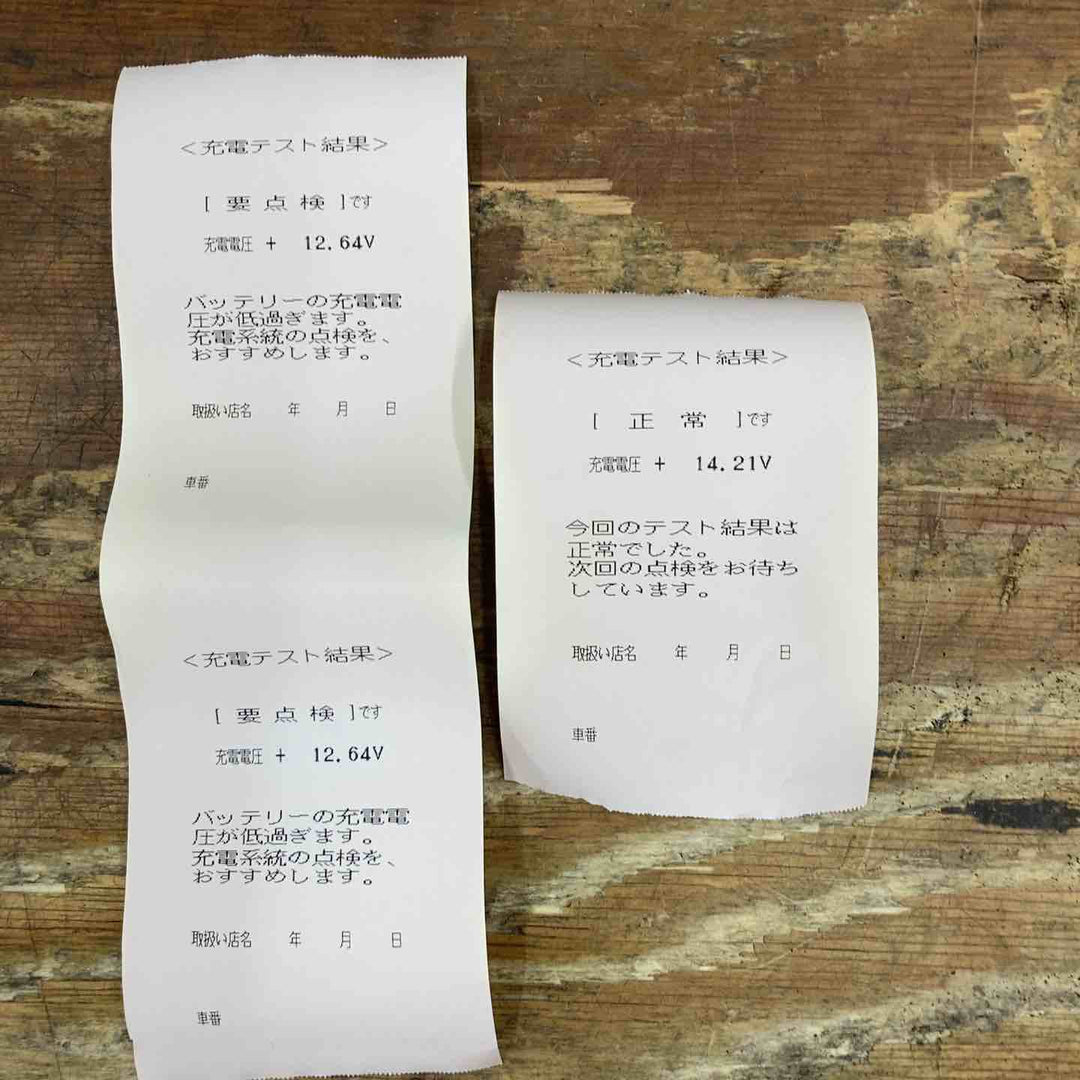 <充電テスト結果>
[ 要 点 検 ]です
充電電圧 + 12.64V
バッテリーの充電電
圧が低過ぎます。
充電系統の点検を、
おすすめします。
取扱い店名 年 月 日
車番
<充電テスト結果>
[ 要 点 検 ]です
充電電圧 + 12.64V
バッテリーの充電電
圧が低過ぎます。
充電系統の点検を、
おすすめします。
取扱い店名 年 月 日
車番
<充電テスト結果>
[ 正 常 ]です
充電電圧 + 14.21V
今回のテスト結果は
正常でした。
次回の点検をお待ち
しています。
取扱い店名 年 月 日
車番